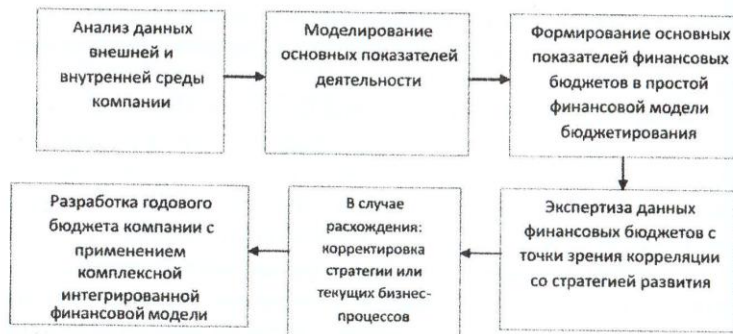 Анализ данных
внешней и
внутренней среды
компании
Моделирование
основных показателей
деятельности
Формирование основных
показателей финансовых
бюджетов в простой
финансовой модели
бюджетирования
Экспертиза данных
финансовых бюджетов с
точки зрения корреляции
со стратегией развития
В случае
расхождения:
корректировка
стратегии или
текущих бизнес-
процессов
Разработка годового
бюджета компании с
применением
комплексной
интегрированной
финансовой модели